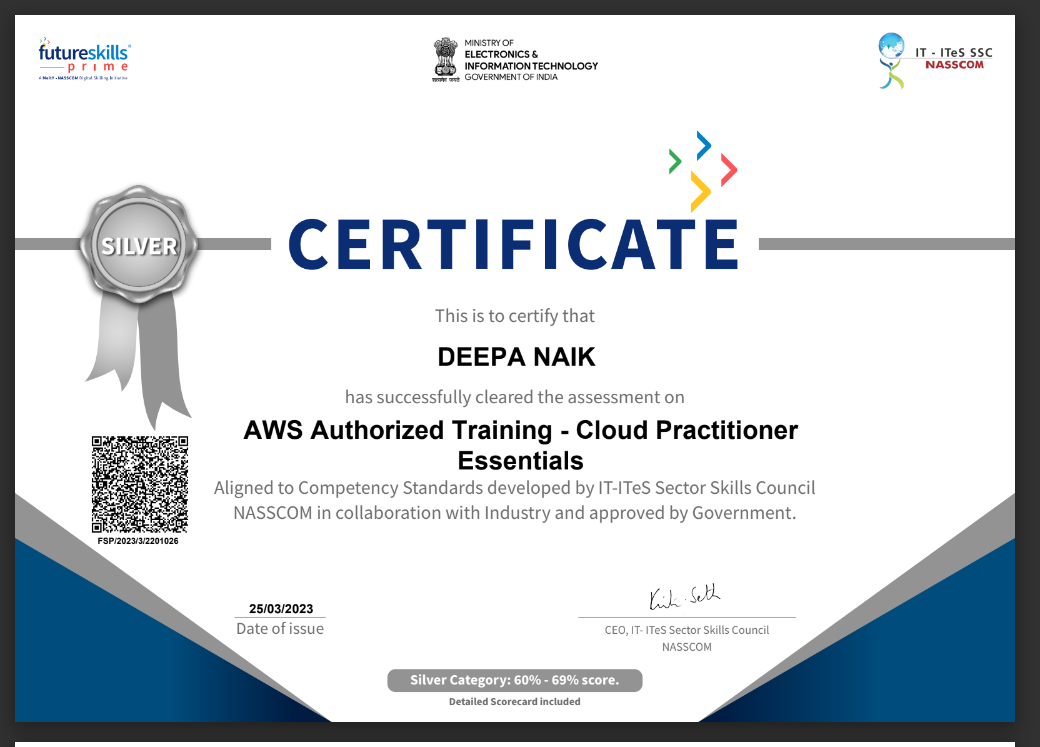 futureskills
prime
A MeitY - NASSCOM Digital Skilling Initiative
सत्यमेव जयते
MINISTRY OF
ELECTRONICS &
INFORMATION TECHNOLOGY
GOVERNMENT OF INDIA
IT - ITeS SSC
NASSCOM
SILVER
CERTIFICATE
This is to certify that
DEEPA NAIK
has successfully cleared the assessment on
AWS Authorized Training - Cloud Practitioner
Essentials
Aligned to Competency Standards developed by IT-ITeS Sector Skills Council
NASSCOM in collaboration with Industry and approved by Government.
FSP/2023/3/2201026
25/03/2023
Date of issue
CEO, IT- ITeS Sector Skills Council
NASSCOM
Silver Category: 60% - 69% score.
Detailed Scorecard included